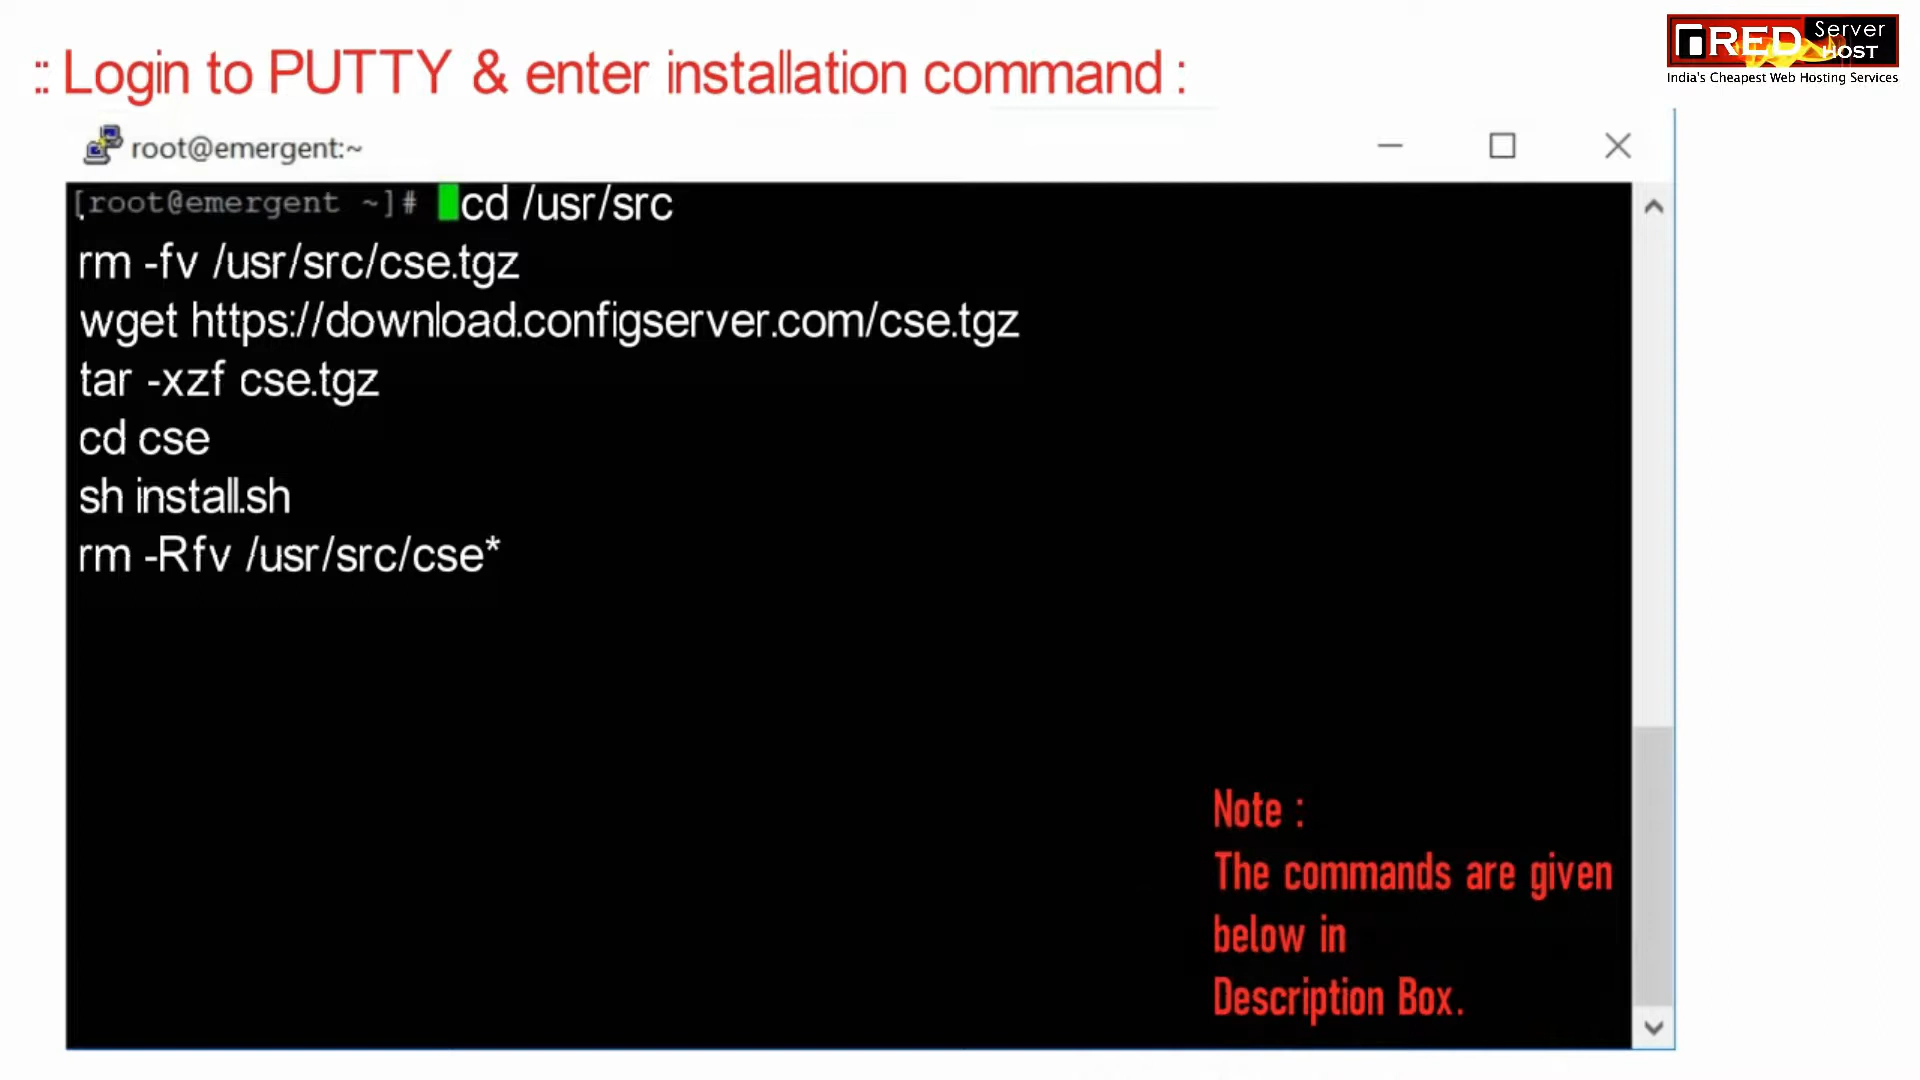 :: Login to PUTTY & enter installation command :
RED Server HOST
India's Cheapest Web Hosting Services
root@emergent:~
[root@emergent ~]# cd /usr/src
rm -fv /usr/src/cse.tgz
wget https://download.configserver.com/cse.tgz
tar -xzf cse.tgz
cd cse
sh install.sh
rm -Rfv /usr/src/cse*
Note :
The commands are given
below in
Description Box.